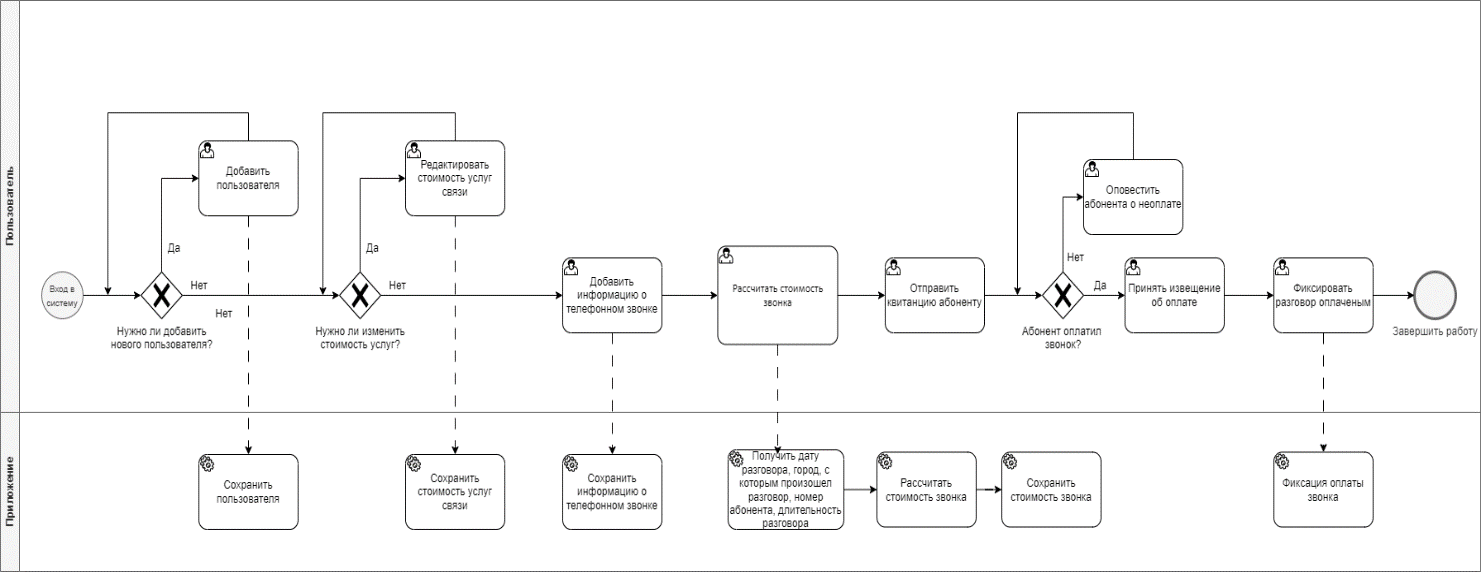 Пользователь
Вход в
систему
Нужно ли добавить
нового пользователя?
Да
Нет
Нет
Добавить
пользователя
Нужно ли изменить
стоимость услуг?
Да
Нет
Редактировать
стоимость услуг
связи
Добавить
информацию о
телефонном звонке
Рассчитать стоимость
звонка
Отправить
квитанцию абоненту
Абонент оплатил
звонок?
Нет
Да
Оповестить
абонента о неоплате
Принять извещение
об оплате
Фиксировать
разговор оплаченым
Завершить работу
Приложение
Сохранить
пользователя
Сохранить
стоимость услуг
связи
Сохранить
информацию о
телефонном звонке
Получить дату
разговора, город, с
которым произошел
разговор, номер
абонента, длительность
разговора
Рассчитать
стоимость звонка
Сохранить
стоимость звонка
Фиксация оплаты
звонка